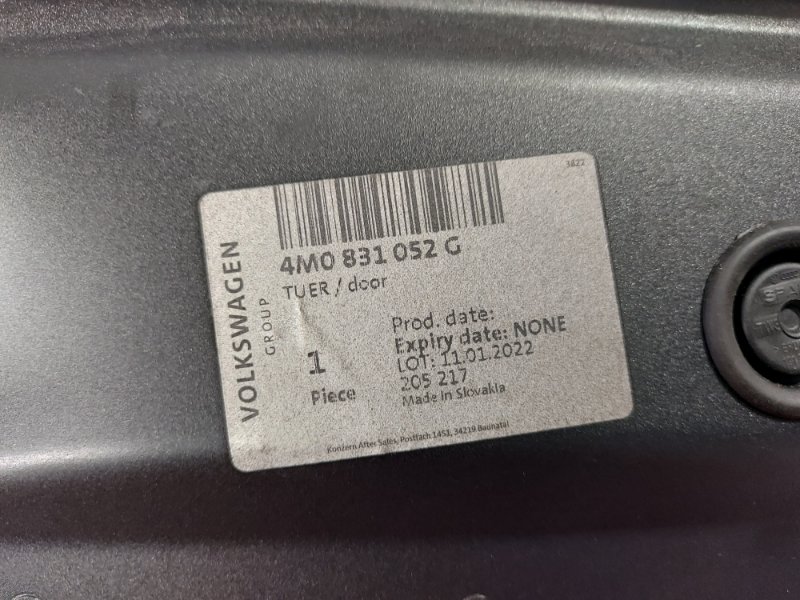 3822
VOLKSWAGEN
GROUP
4M0 831 052 G
TUER / door
1
Piece
Prod. date:
Expiry date: NONE
LOT: 11.01.2022
205 217
Made in Slovakia
Konzern After Sales, Postfach 1451, 34219 Baunatal